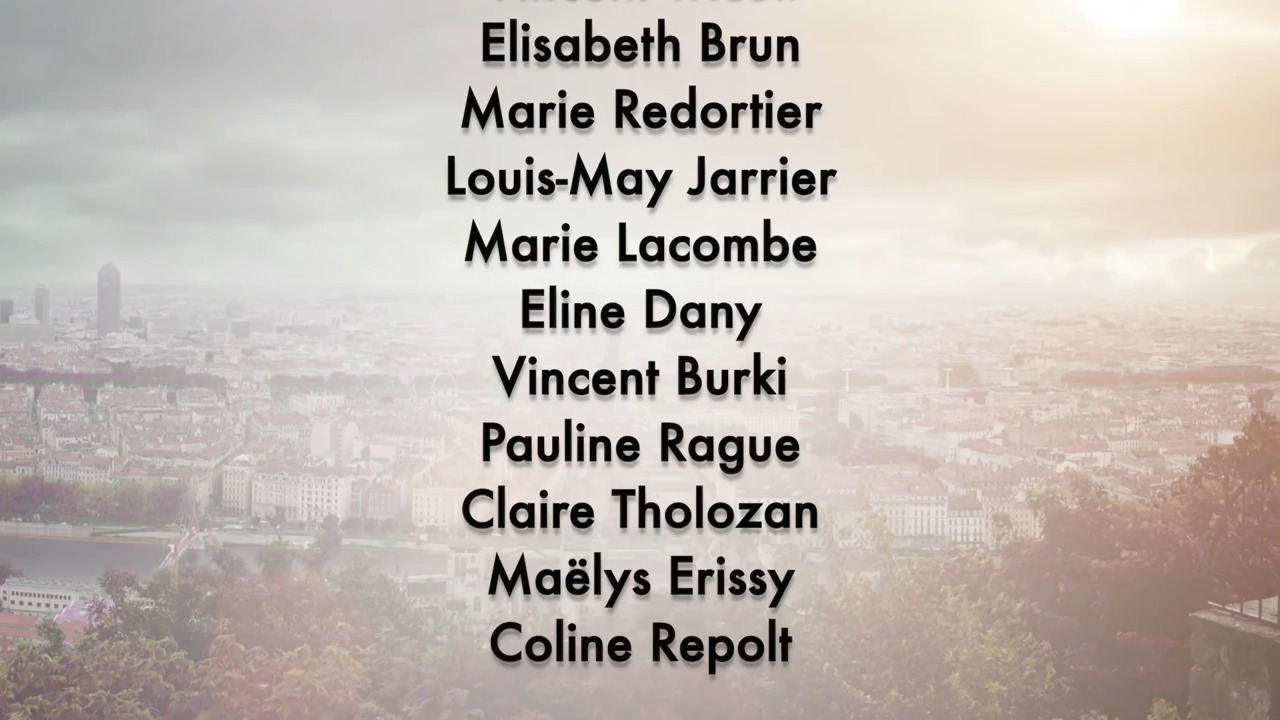 Elisabeth Brun
Marie Redortier
Louis-May Jarrier
Marie Lacombe
Eline Dany
Vincent Burki
Pauline Rague
Claire Tholozan
Maëlys Erissy
Coline Repolt